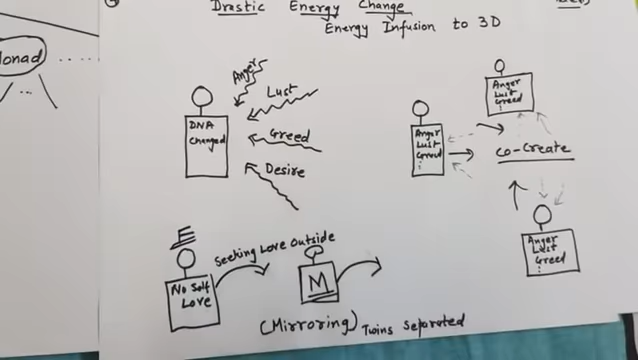 Drastic Energy Change
Energy Infusion to 3D
Monad
Anger
Lust
Greed
Desire
DNA
Changed
Anger
Lust
Greed
Anger
Lust
Greed
Co-Create
Anger
Lust
Greed
F
Seeking Love Outside
No Self
Love
M
(Mirroring) Twins Separated